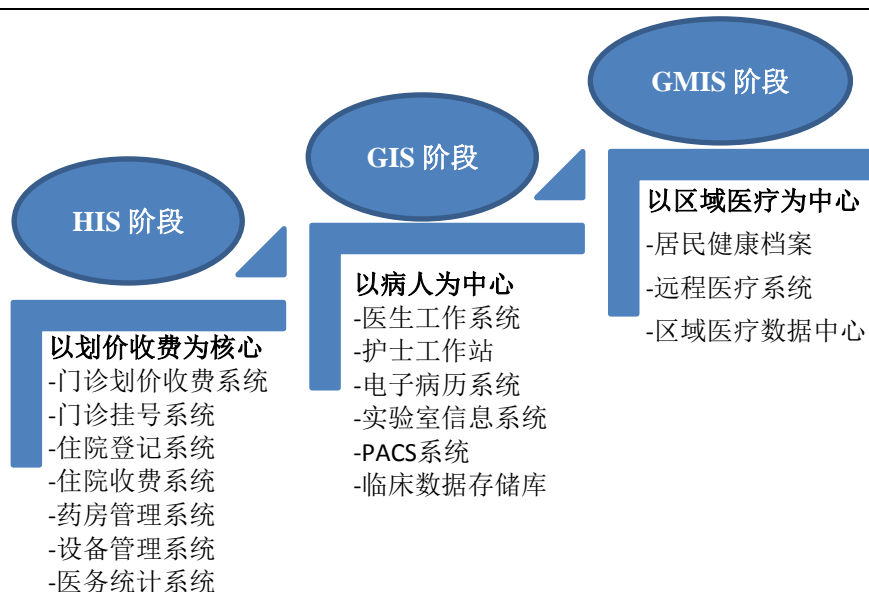 HIS 阶段
以划价收费为核心
-门诊划价收费系统
-门诊挂号系统
-住院登记系统
-住院收费系统
-药房管理系统
-设备管理系统
-医务统计系统
GIS 阶段
以病人为中心
-医生工作系统
-护士工作站
-电子病历系统
-实验室信息系统
-PACS系统
-临床数据存储库
GMIS 阶段
以区域医疗为中心
-居民健康档案
-远程医疗系统
-区域医疗数据中心